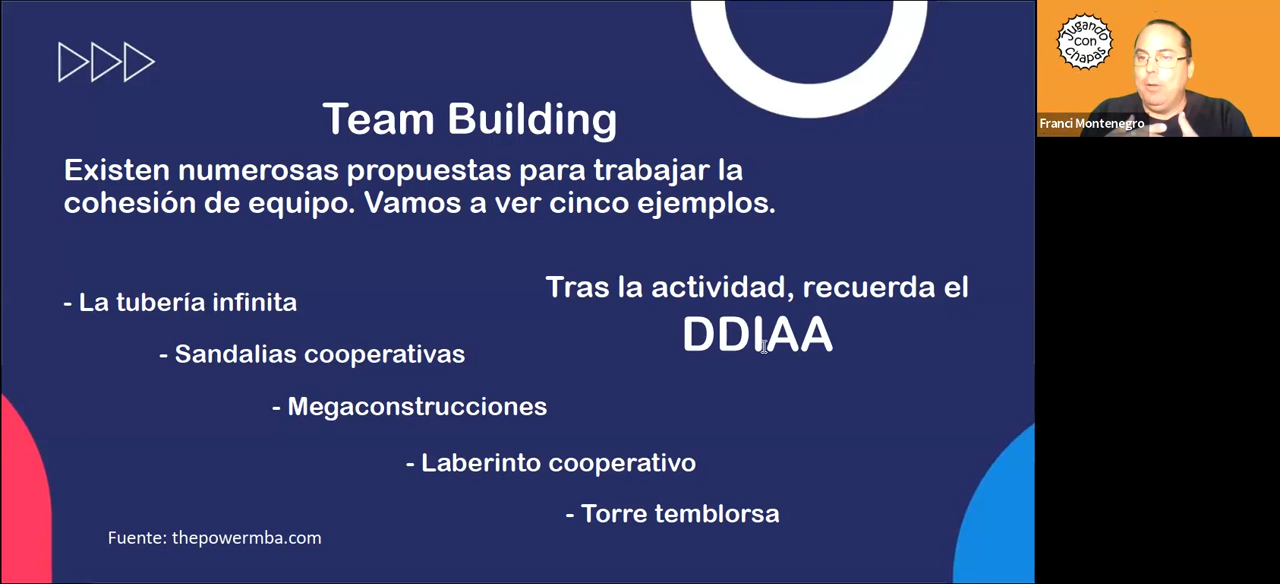 Team Building
Existen numerosas propuestas para trabajar la
cohesión de equipo. Vamos a ver cinco ejemplos.
- La tubería infinita
- Sandalias cooperativas
- Megaconstrucciones
- Laberinto cooperativo
- Torre temblorsa
Tras la actividad, recuerda el
DDIAA
Fuente: thepowermba.com
Jugando
con
Chapas
Franci Montenegro